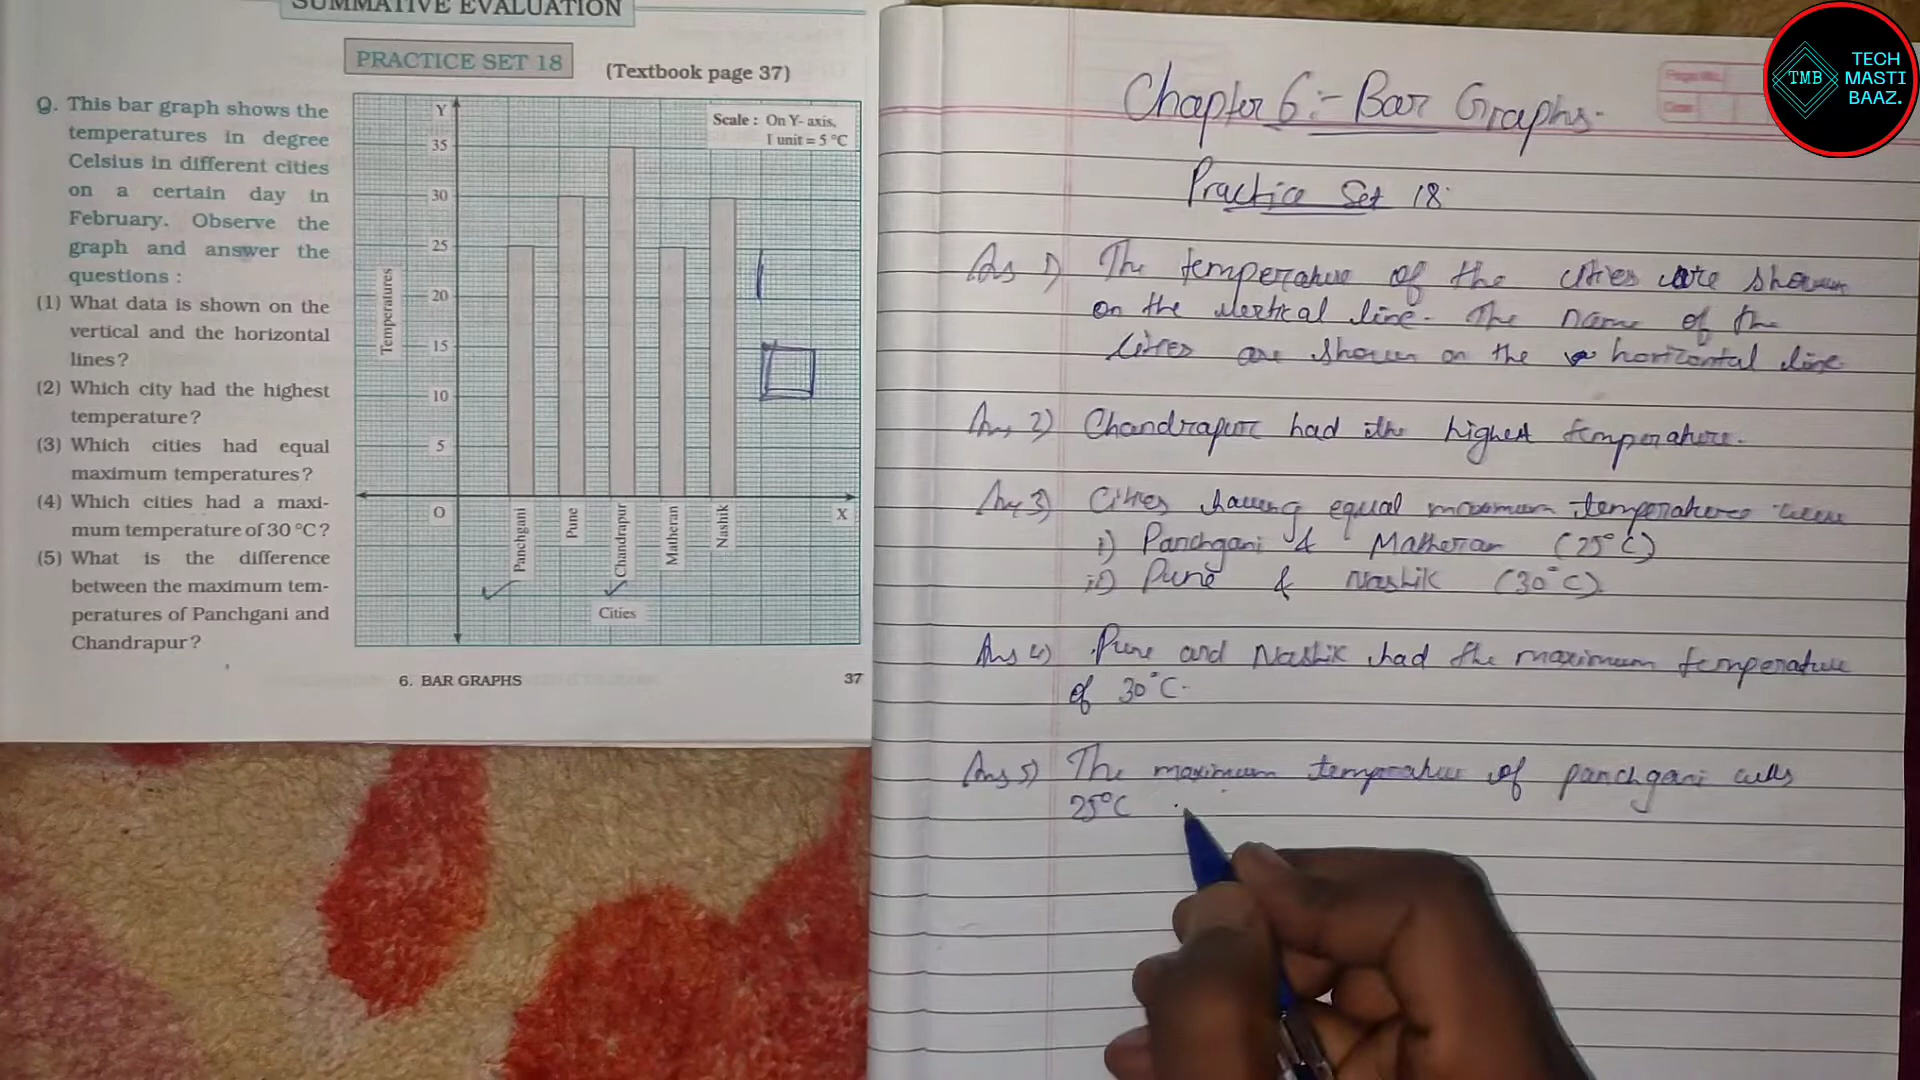 SUMMATIVE EVALUATION
PRACTICE SET 18
(Textbook page 37)
Q. This bar graph shows the
temperatures in degree
Celsius in different cities
on a certain day in
February. Observe the
graph and answer the
questions :
(1) What data is shown on the
vertical and the horizontal
lines?
(2) Which city had the highest
temperature?
(3) Which cities had equal
maximum temperatures?
(4) Which cities had a maxi-
mum temperature of 30 °C?
(5) What is the difference
between the maximum tem-
peratures of Panchgani and
Chandrapur?
Y
Scale : On Y- axis,
1 unit = 5 °C
35
30
25
20
15
10
5
O
X
Temperatures
Panchgani
Pune
Chandrapur
Matheran
Nashik
Cities
6. BAR GRAPHS
37
Chapter 6:- Bar Graphs.
Practice Set 18.
Ans 1) The temperature of the cities are shown
on the vertical line. The name of the
cities are shown on the horizontal line
Ans 2) Chandrapur had the highest temperature.
Ans 3) Cities having equal maximum temperatures were
i) Panchgani & Matheran (25°C)
ii) Pune & Nashik (30°C)
Ans 4) Pune and Nashik had the maximum temperature
of 30°C.
Ans 5) The maximum temperature of panchgani was
25°C
TMB
TECH
MASTI
BAAZ.